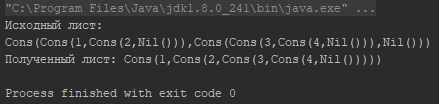 "C:\Program Files\Java\jdk1.8.0_241\bin\java.exe" ...
Исходный лист:
Cons(Cons(1,Cons(2,Nil())),Cons(Cons(3,Cons(4,Nil())),Nil()))
Полученный лист: Cons(1,Cons(2,Cons(3,Cons(4,Nil()))))
Process finished with exit code 0